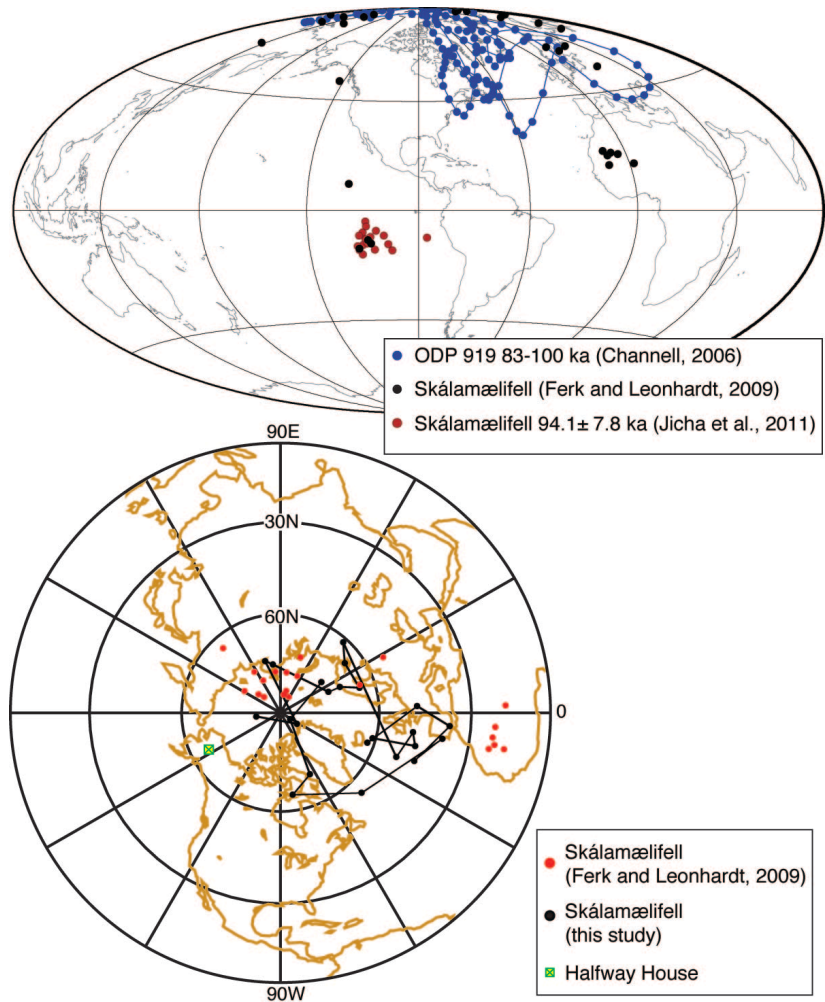 ODP 919 83-100 ka (Channell, 2006)
Skálamælifell (Ferk and Leonhardt, 2009)
Skálamælifell 94.1± 7.8 ka (Jicha et al., 2011)
90E
30N
60N
0
90W
Skálamælifell
(Ferk and Leonhardt, 2009)
Skálamælifell
(this study)
Halfway House